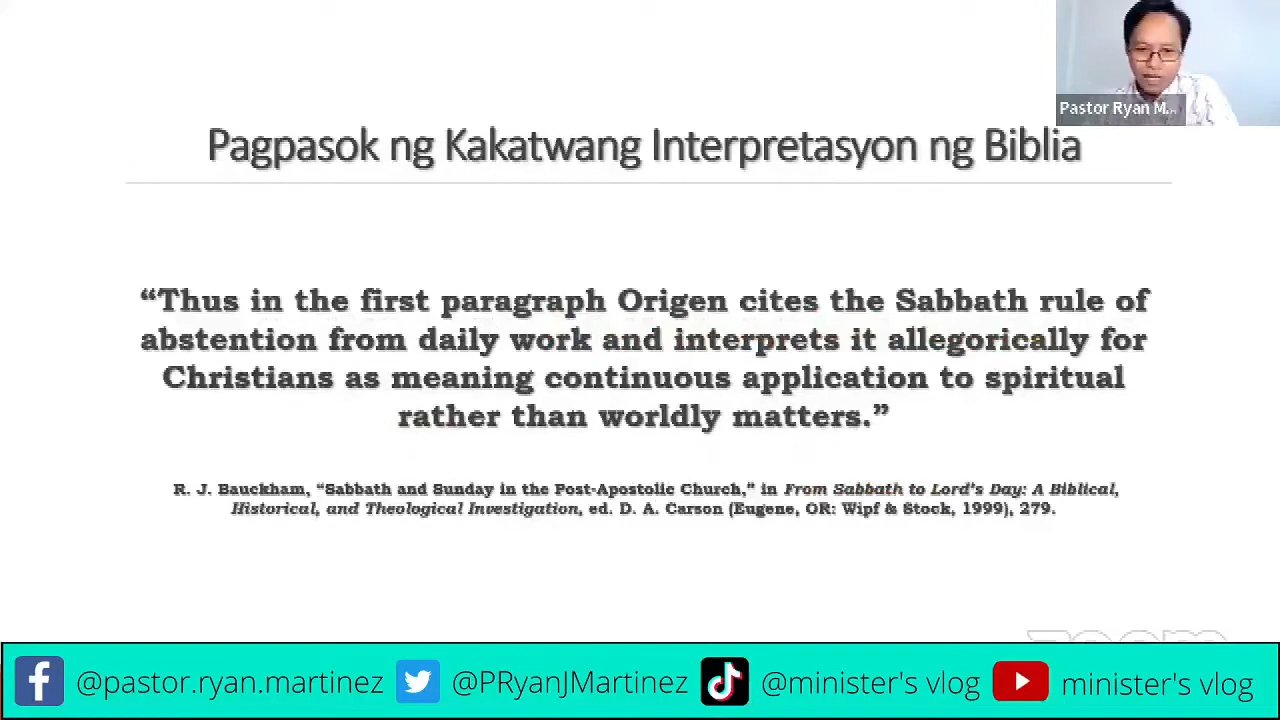 Pastor Ryan M...
Pagpasok ng Kakatwang Interpretasyon ng Biblia
“Thus in the first paragraph Origen cites the Sabbath rule of
abstention from daily work and interprets it allegorically for
Christians as meaning continuous application to spiritual
rather than worldly matters.”
R. J. Bauckham, “Sabbath and Sunday in the Post-Apostolic Church,” in From Sabbath to Lord’s Day: A Biblical,
Historical, and Theological Investigation, ed. D. A. Carson (Eugene, OR: Wipf & Stock, 1999), 279.
zoom
@pastor.ryan.martinez @PRyanJMartinez @minister's vlog minister's vlog